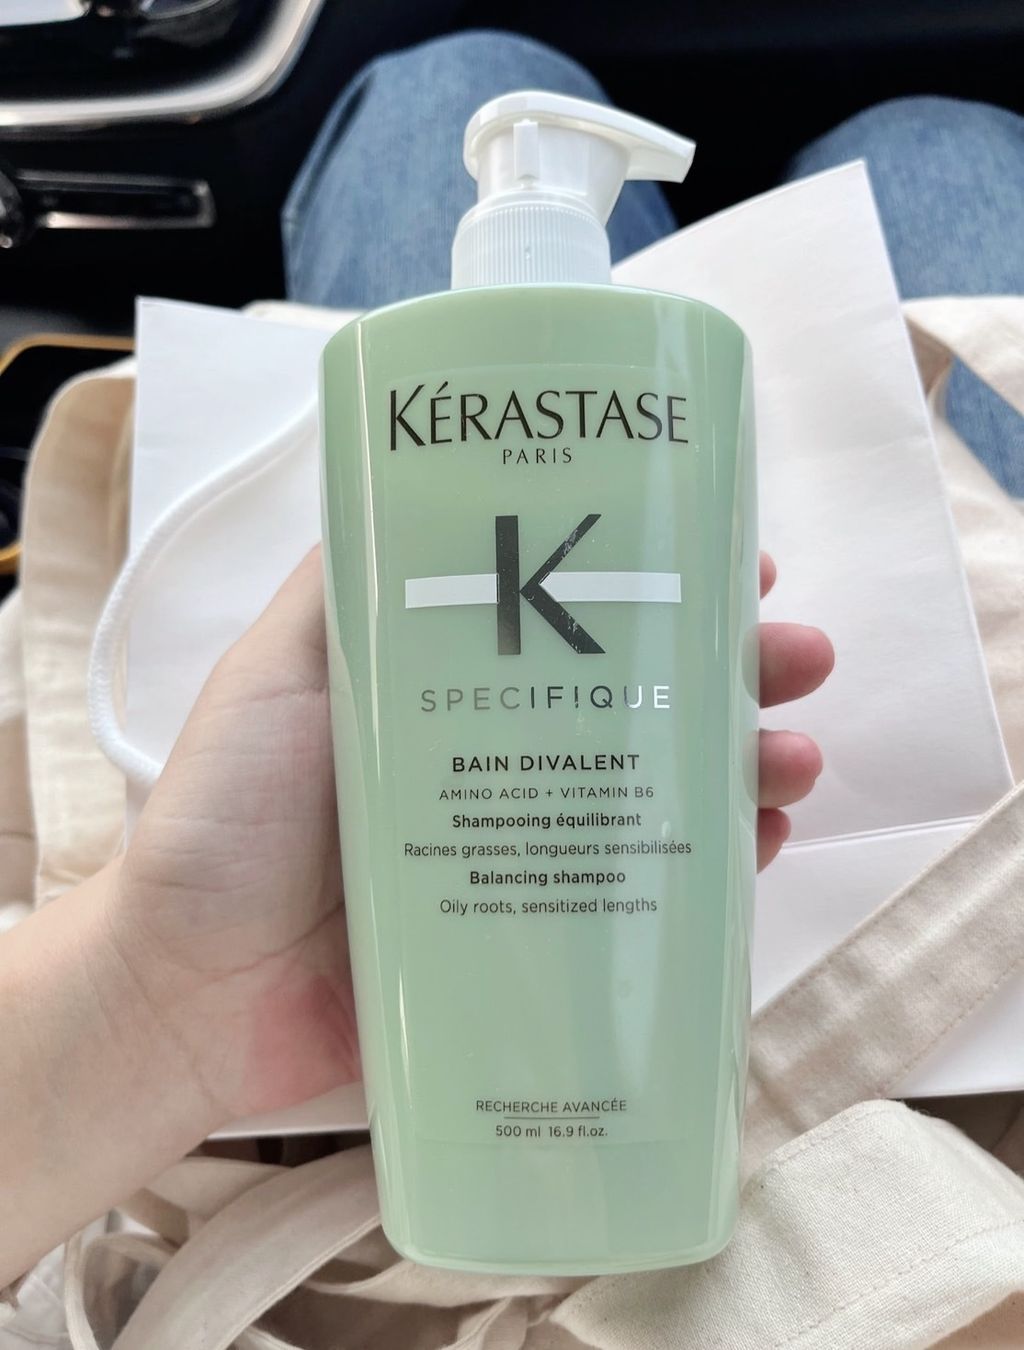 KÉRASTASE
PARIS
K
SPECIFIQUE
BAIN DIVALENT
AMINO ACID + VITAMIN B6
Shampooing équilibrant
Racines grasses, longueurs sensibilisées
Balancing shampoo
Oily roots, sensitized lengths
RECHERCHE AVANCÉE
500 ml 16.9 fl.oz.